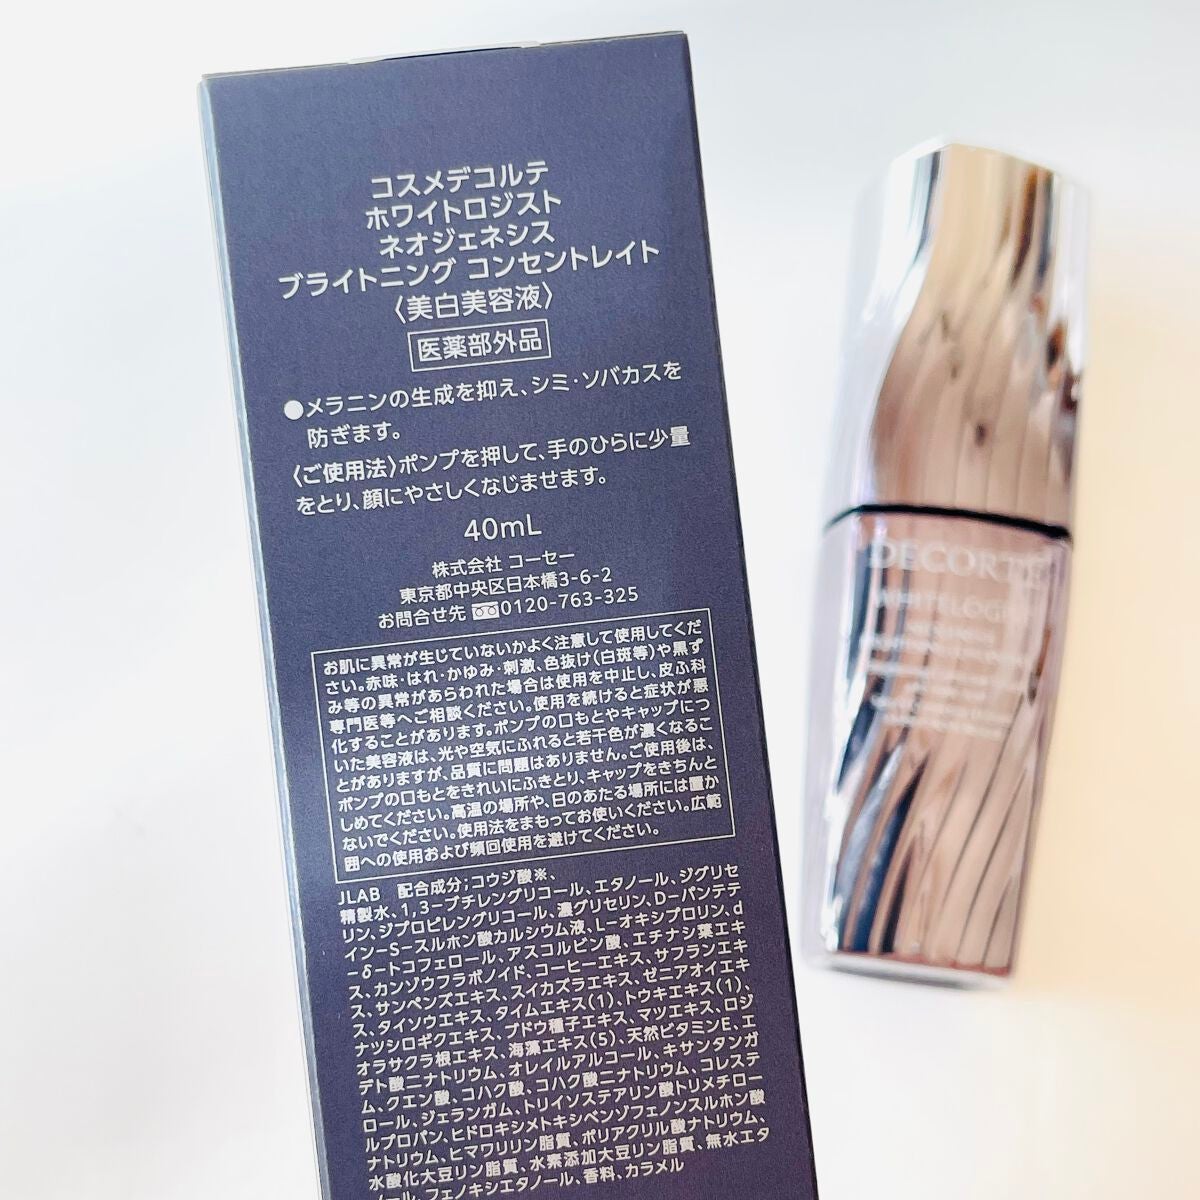 コスメデコルテ
ホワイトロジスト
ネオジェネシス
ブライトニング コンセントレイト
〈美白美容液〉
医薬部外品
●メラニンの生成を抑え、シミ・ソバカスを
防ぎます。
〈ご使用法〉ポンプを押して、手のひらに少量
をとり、顔にやさしくなじませます。
40mL
株式会社 コーセー
東京都中央区日本橋3-6-2
お問合せ先 0120-763-325
お肌に異常が生じていないかよく注意して使用してくだ
さい。赤味・はれ・かゆみ・刺激、色抜け(白斑等)や黒ず
み等の異常があらわれた場合は使用を中止し、皮ふ科
専門医等へご相談ください。使用を続けると症状が悪
化することがあります。ポンプの口もとやキャップにつ
いた美容液は、光や空気にふれると若干色が濃くなるこ
とがありますが、品質に問題はありません。ご使用後は、
ポンプの口もとをきれいにふきとり、キャップをきちんと
しめてください。高温の場所や、日のあたる場所には置か
ないでください。使用法をまもってお使いください。広範
囲への使用および頻回使用を避けてください。
JLAB 配合成分；コウジ酸※、
精製水、1,3-ブチレングリコール、エタノール、ジグリセ
リン、ジプロピレングリコール、濃グリセリン、D-パンテテ
イン-S-スルホン酸カルシウム液、L-オキシプロリン、d
-δ-トコフェロール、アスコルビン酸、エチナシ葉エキ
ス、カンゾウフラボノイド、コーヒーエキス、サフランエキ
ス、サンペンズエキス、スイカズラエキス、ゼニアオイエキ
ス、タイソウエキス、タイムエキス(1)、トウキエキス(1)、
ナツシロギクエキス、ブドウ種子エキス、マツエキス、ロジ
オラサクラ根エキス、海藻エキス(5)、天然ビタミンE、エ
デト酸二ナトリウム、オレイルアルコール、キサンタンガ
ム、クエン酸、コハク酸、コハク酸二ナトリウム、コレステ
ロール、ジェランガム、トリイソステアリン酸トリメチロー
ルプロパン、ヒドロキシメトキシベンゾフェノンスルホン酸
ナトリウム、ヒマワリリン脂質、ポリアクリル酸ナトリウム、
水酸化大豆リン脂質、水素添加大豆リン脂質、無水エタ
ノール、フェノキシエタノール、香料、カラメル
DECORTÉ
WHITELOGIST